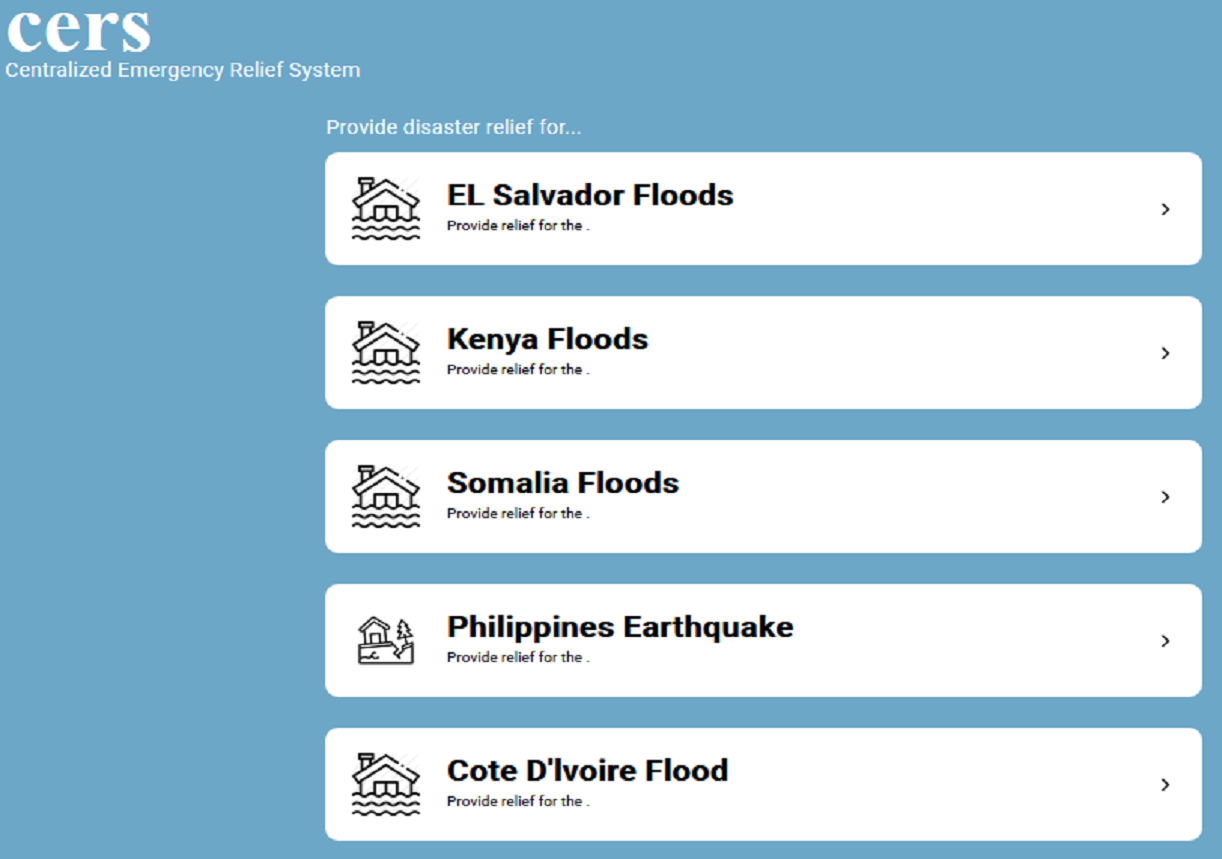 cers
Centralized Emergency Relief System
Provide disaster relief for...
EL Salvador Floods
Provide relief for the .
Kenya Floods
Provide relief for the .
Somalia Floods
Provide relief for the .
Philippines Earthquake
Provide relief for the .
Cote D'Ivoire Flood
Provide relief for the .